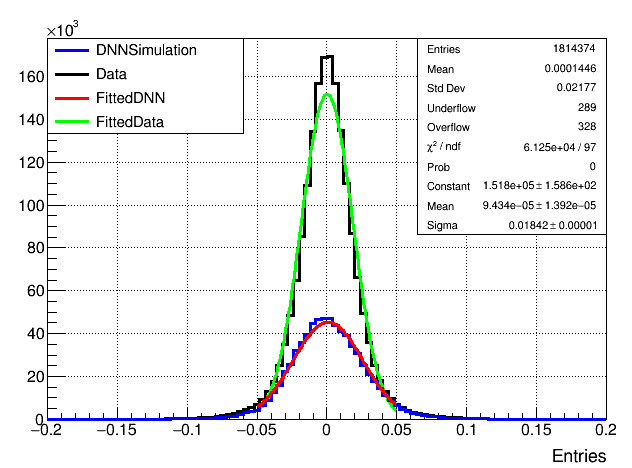 ×10³
DNNSimulation
Data
FittedDNN
FittedData
Entries 1814374
Mean 0.0001446
Std Dev 0.02177
Underflow 289
Overflow 328
χ² / ndf 6.125e+04 / 97
Prob 0
Constant 1.518e+05 ± 1.586e+02
Mean 9.434e−05 ± 1.392e−05
Sigma 0.01842 ± 0.00001
160
140
120
100
80
60
40
20
0
−0.2 −0.15 −0.1 −0.05 0 0.05 0.1 0.15 0.2
Entries